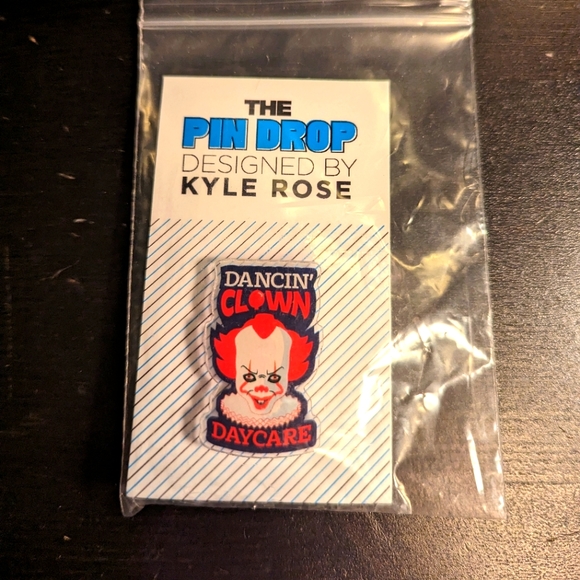 THE
PIN DROP
DESIGNED BY
KYLE ROSE
DANCIN'
CLOWN
DAYCARE